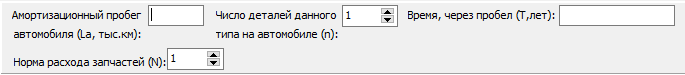 Амортизационный пробег
автомобиля (La, тыс.км):
Число деталей данного
типа на автомобиле (n):
1
Время, через пробел (T,лет):
Норма расхода запчастей (N):
1